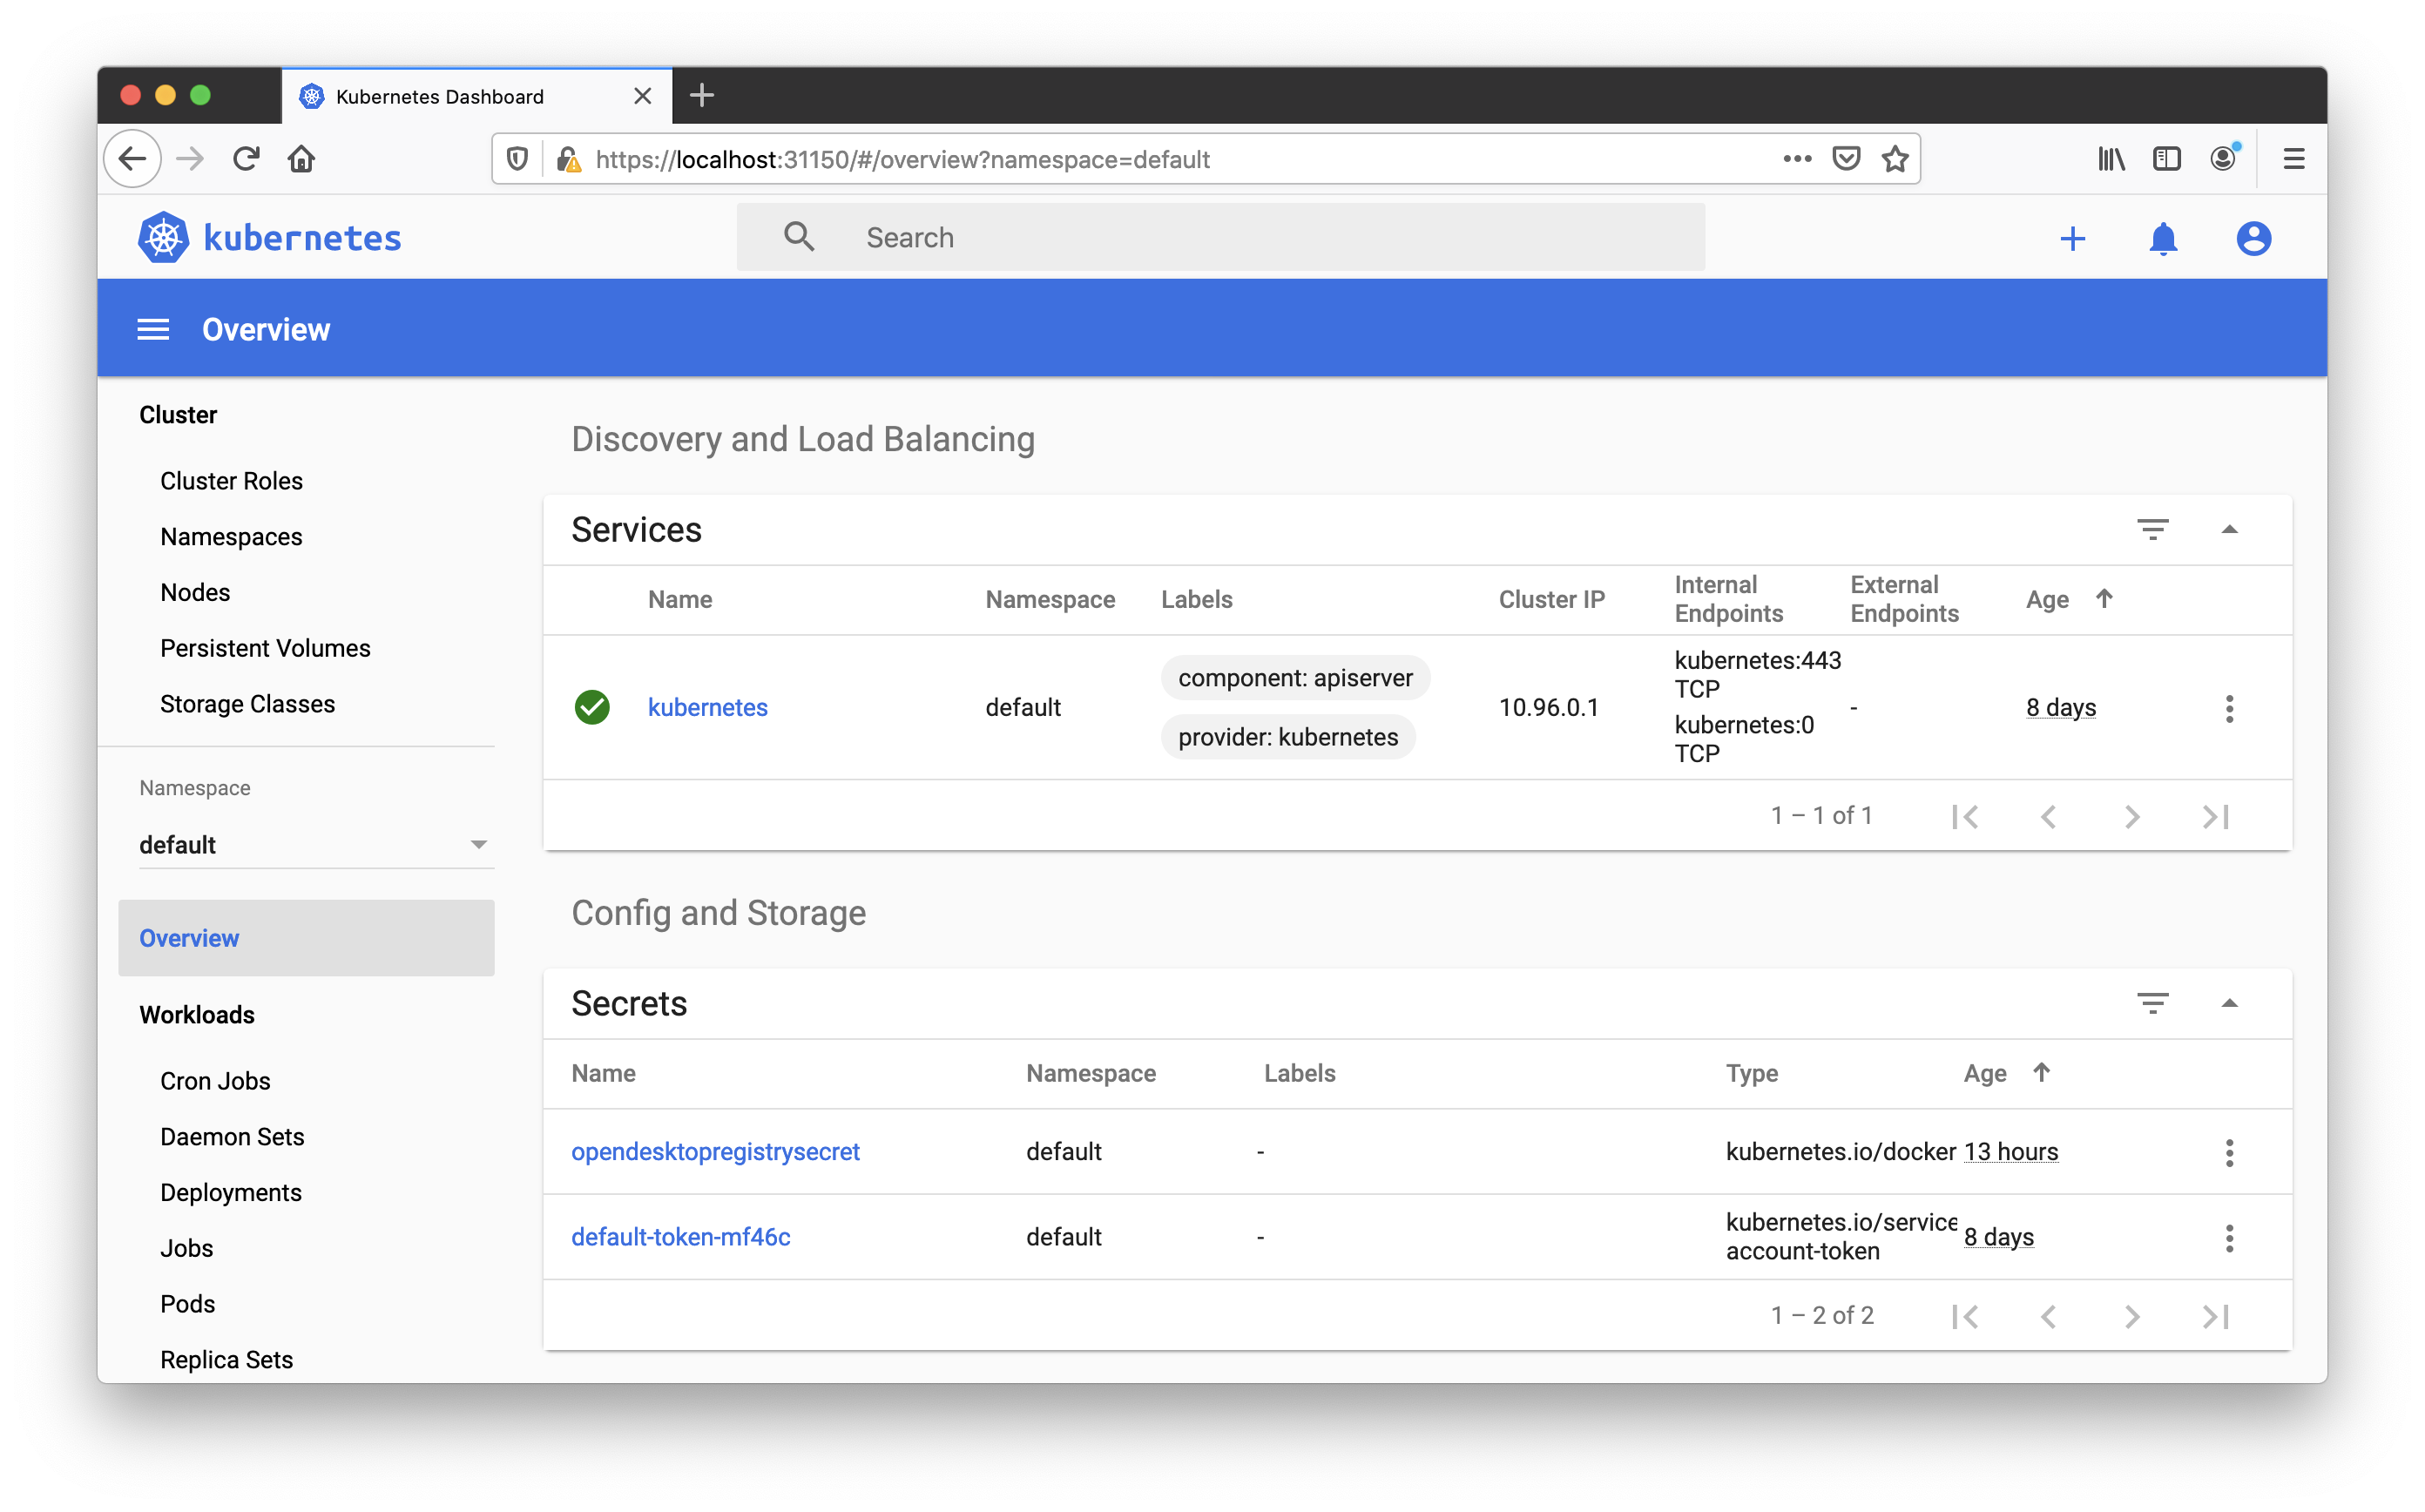 Kubernetes Dashboard
https://localhost:31150/#/overview?namespace=default
kubernetes
Search
Overview
Cluster
Cluster Roles
Namespaces
Nodes
Persistent Volumes
Storage Classes
Namespace
default
Overview
Workloads
Cron Jobs
Daemon Sets
Deployments
Jobs
Pods
Replica Sets
Discovery and Load Balancing
Services
Name Namespace Labels Cluster IP Internal Endpoints External Endpoints Age
kubernetes default component: apiserver provider: kubernetes 10.96.0.1 kubernetes:443 TCP kubernetes:0 TCP - 8 days
1 – 1 of 1
Config and Storage
Secrets
Name Namespace Labels Type Age
opendesktopregistrysecret default - kubernetes.io/docker 13 hours
default-token-mf46c default - kubernetes.io/service account-token 8 days
1 – 2 of 2